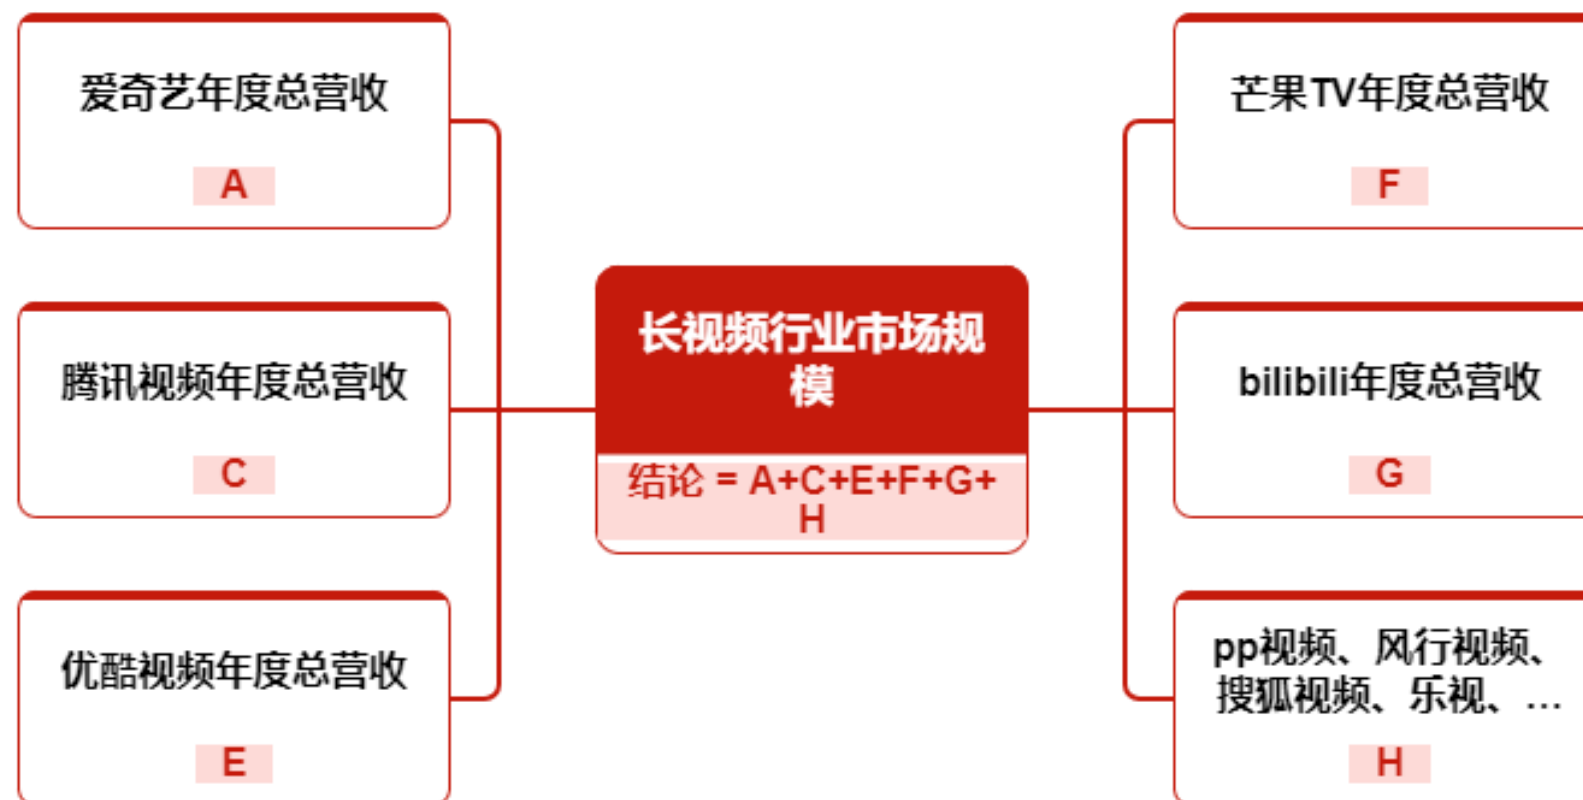 爱奇艺年度总营收
A
腾讯视频年度总营收
C
优酷视频年度总营收
E
长视频行业市场规
模
结论 = A+C+E+F+G+
H
芒果TV年度总营收
F
bilibili年度总营收
G
pp视频、风行视频、
搜狐视频、乐视、...
H